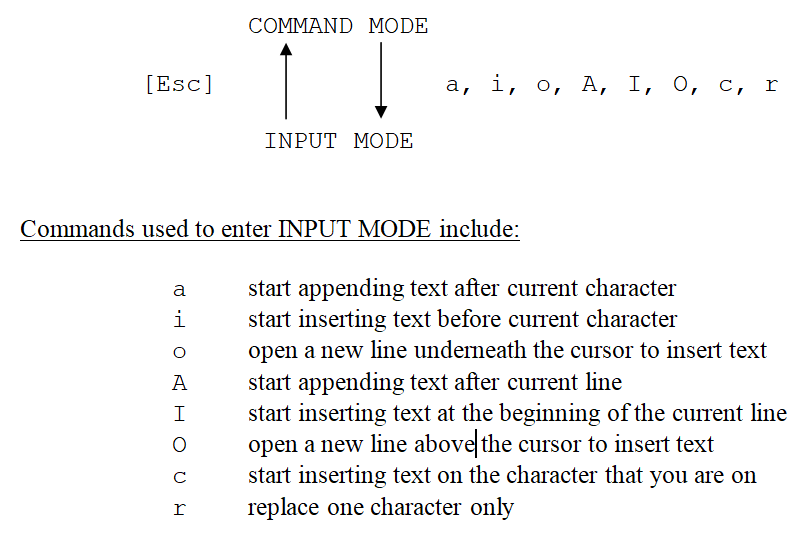 COMMAND MODE
[Esc] a, i, o, A, I, O, c, r
INPUT MODE
Commands used to enter INPUT MODE include:
a start appending text after current character
i start inserting text before current character
o open a new line underneath the cursor to insert text
A start appending text after current line
I start inserting text at the beginning of the current line
O open a new line above the cursor to insert text
c start inserting text on the character that you are on
r replace one character only